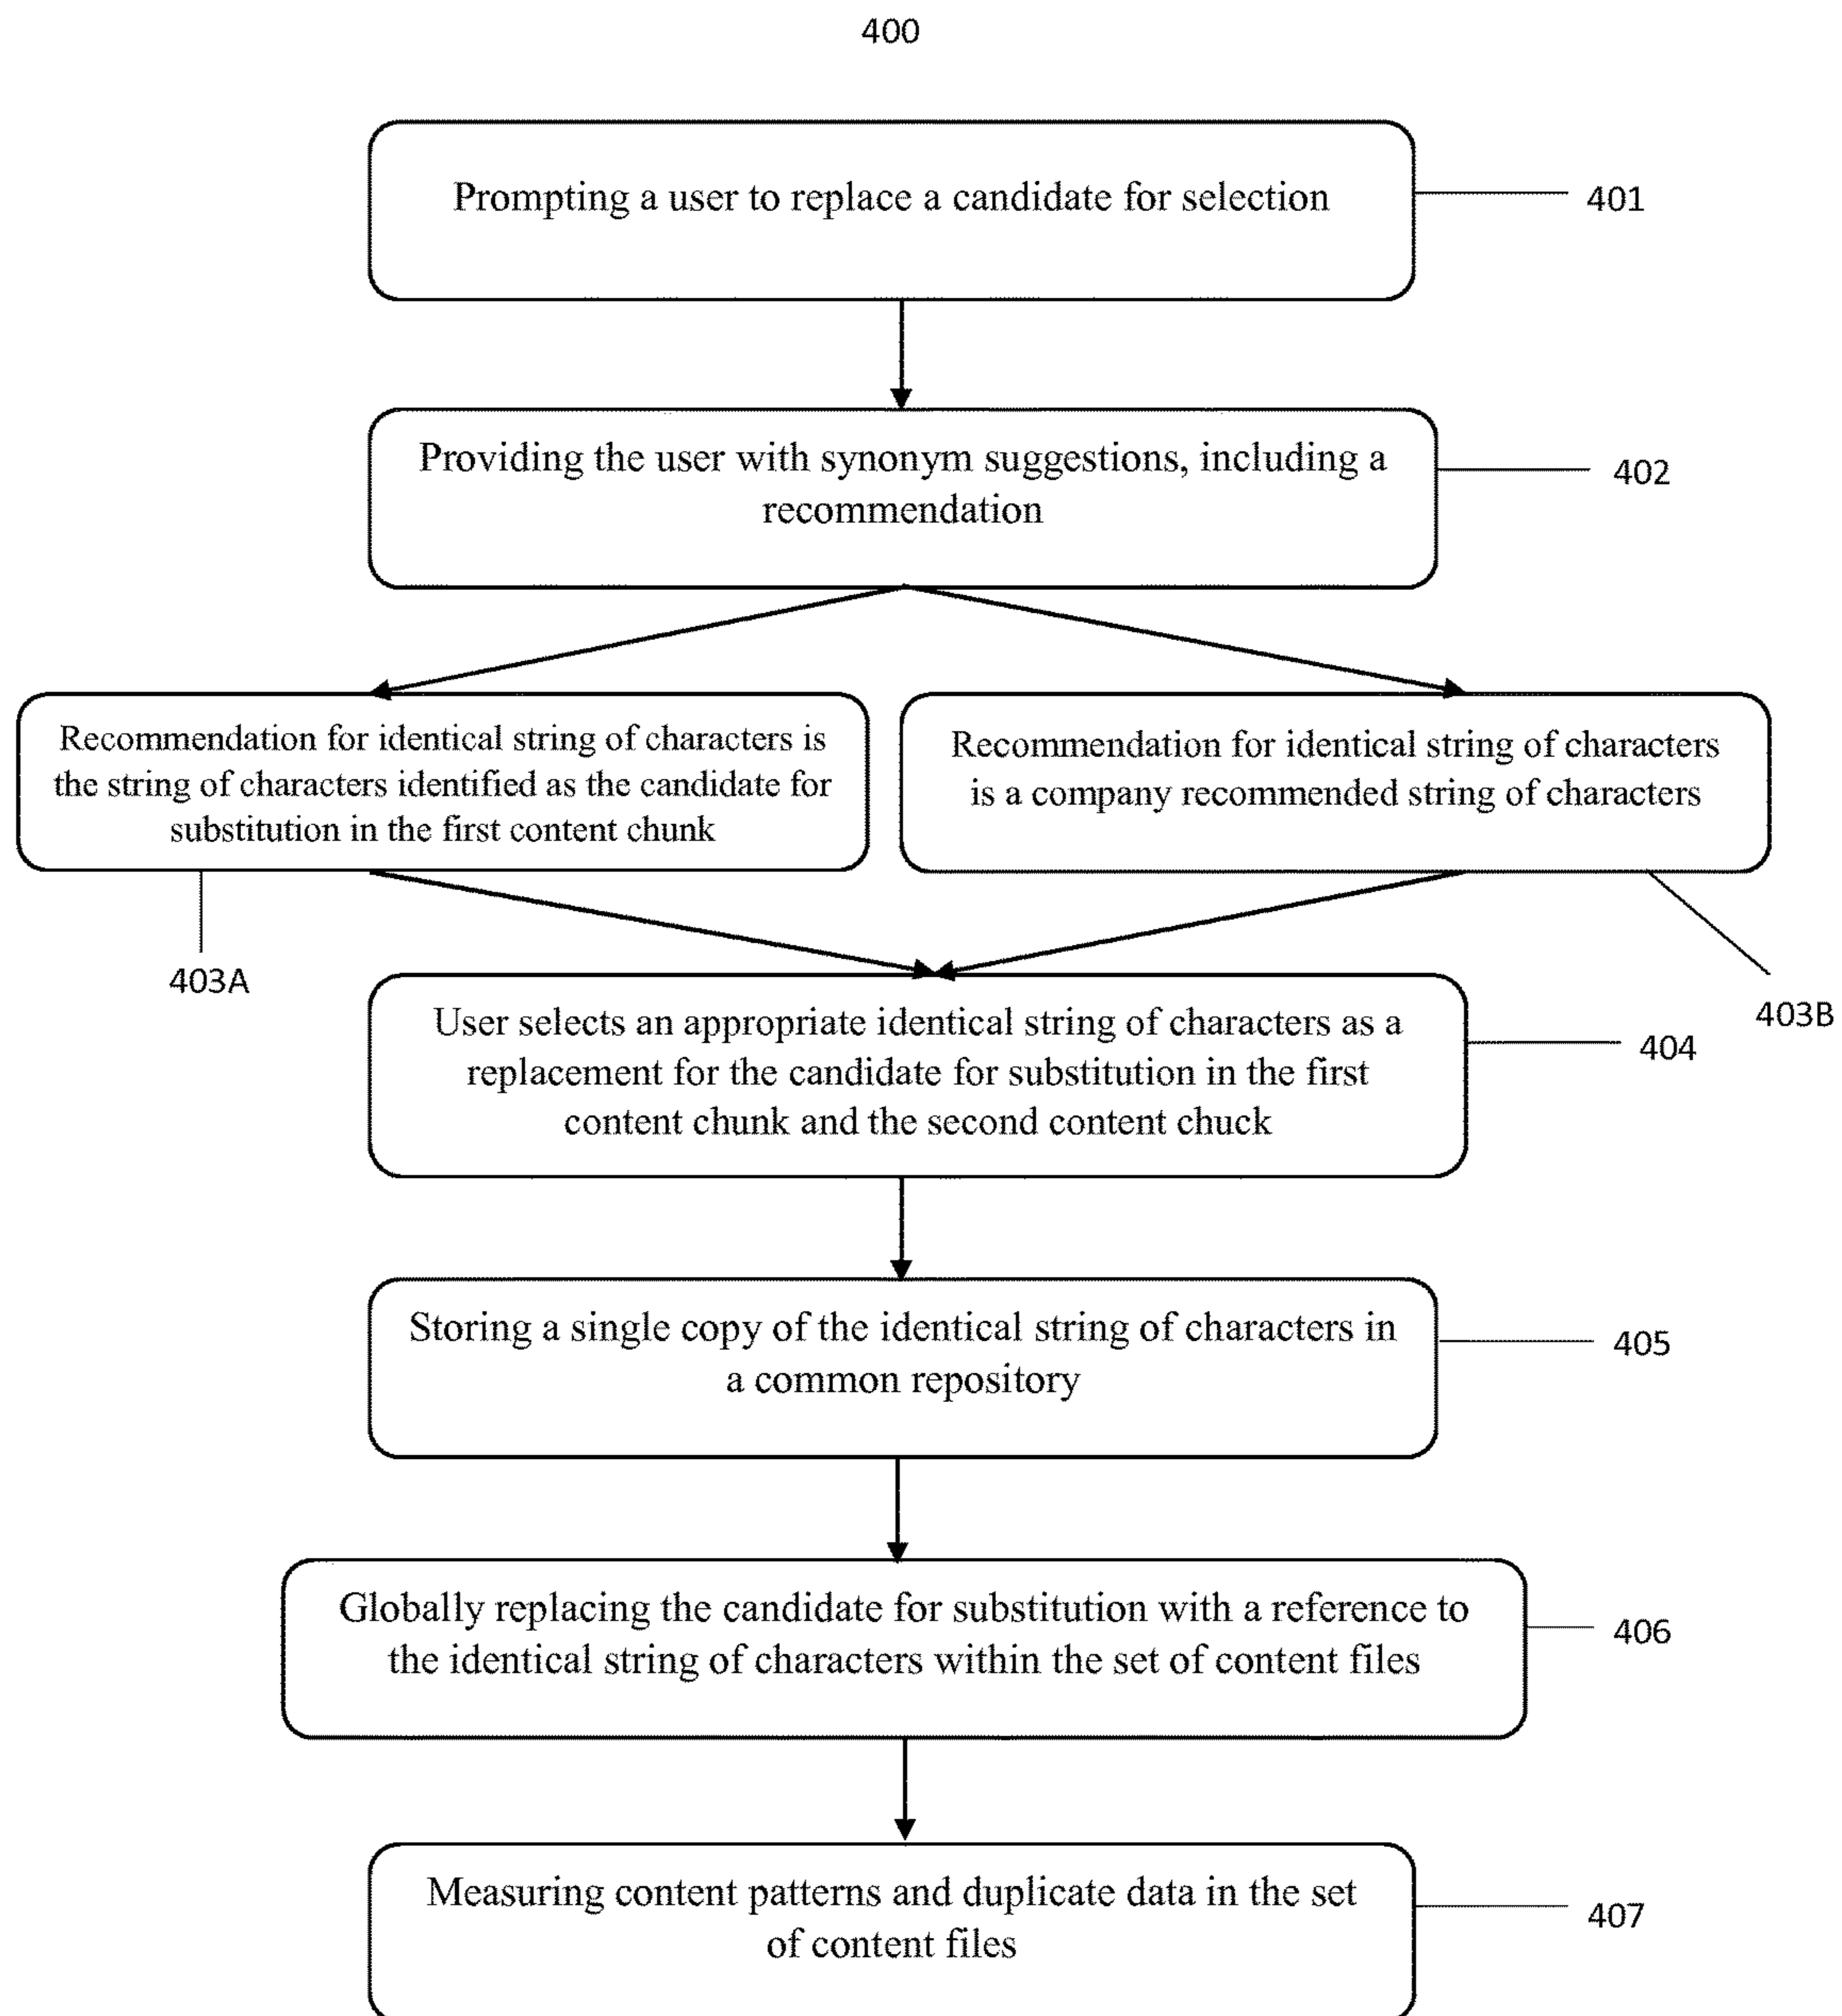 400
Prompting a user to replace a candidate for selection
401
Providing the user with synonym suggestions, including a
recommendation
402
Recommendation for identical string of characters is
the string of characters identified as the candidate for
substitution in the first content chunk
403A
Recommendation for identical string of characters
is a company recommended string of characters
403B
User selects an appropriate identical string of characters as a
replacement for the candidate for substitution in the first
content chunk and the second content chuck
404
Storing a single copy of the identical string of characters in
a common repository
405
Globally replacing the candidate for substitution with a reference to
the identical string of characters within the set of content files
406
Measuring content patterns and duplicate data in the set
of content files
407